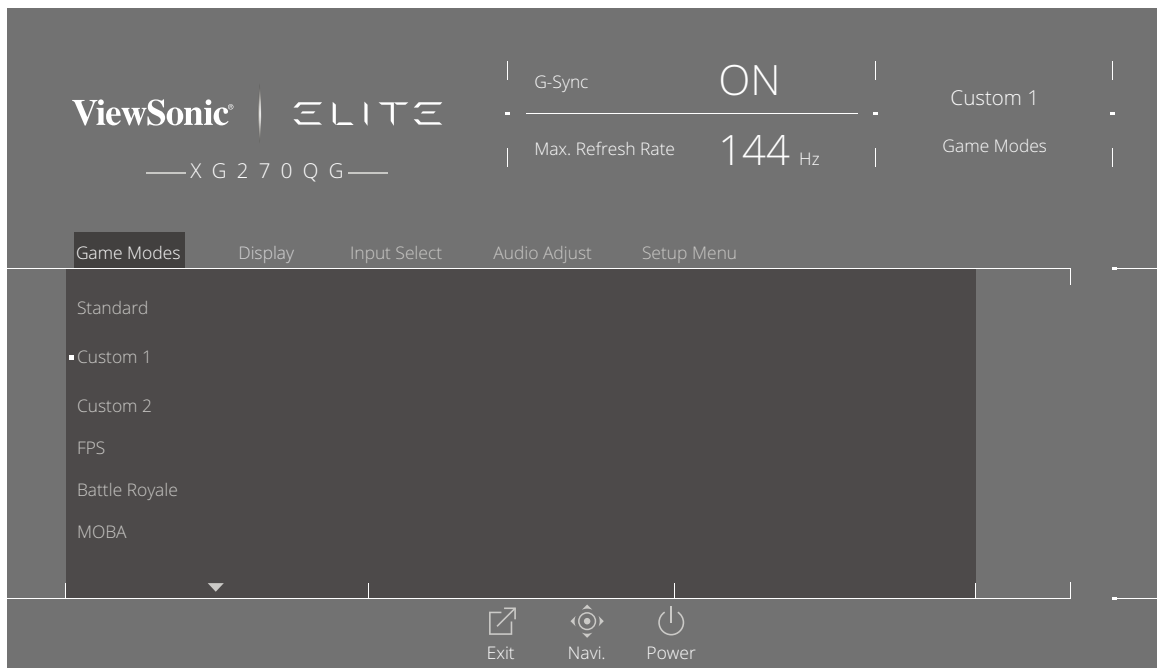 ViewSonic® ELITE
XG270QG
G-Sync ON
Max. Refresh Rate 144 Hz
Custom 1
Game Modes
Game Modes Display Input Select Audio Adjust Setup Menu
Standard
Custom 1
Custom 2
FPS
Battle Royale
MOBA
Exit Navi. Power